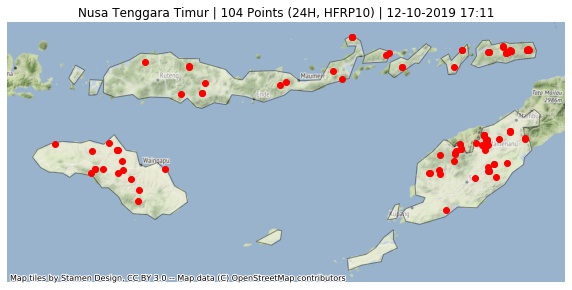 Nusa Tenggara Timur | 104 Points (24H, HFRP10) | 12-10-2019 17:11
Ruteng
Maumere
Ende
Waingapu
Kupang
Map tiles by Stamen Design, CC BY 3.0 -- Map data (C) OpenStreetMap contributors